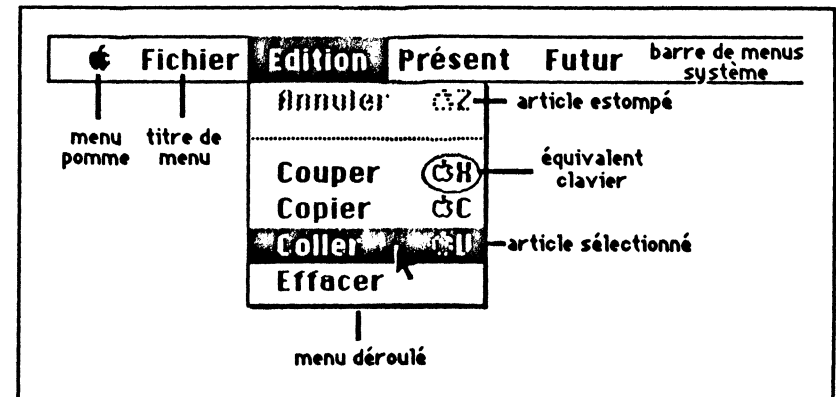 Fichier Edition Présent Futur barre de menus système
Annuler Z article estompé
menu pomme titre de menu
Couper X équivalent clavier
Copier C
Coller V article sélectionné
Effacer
menu déroulé